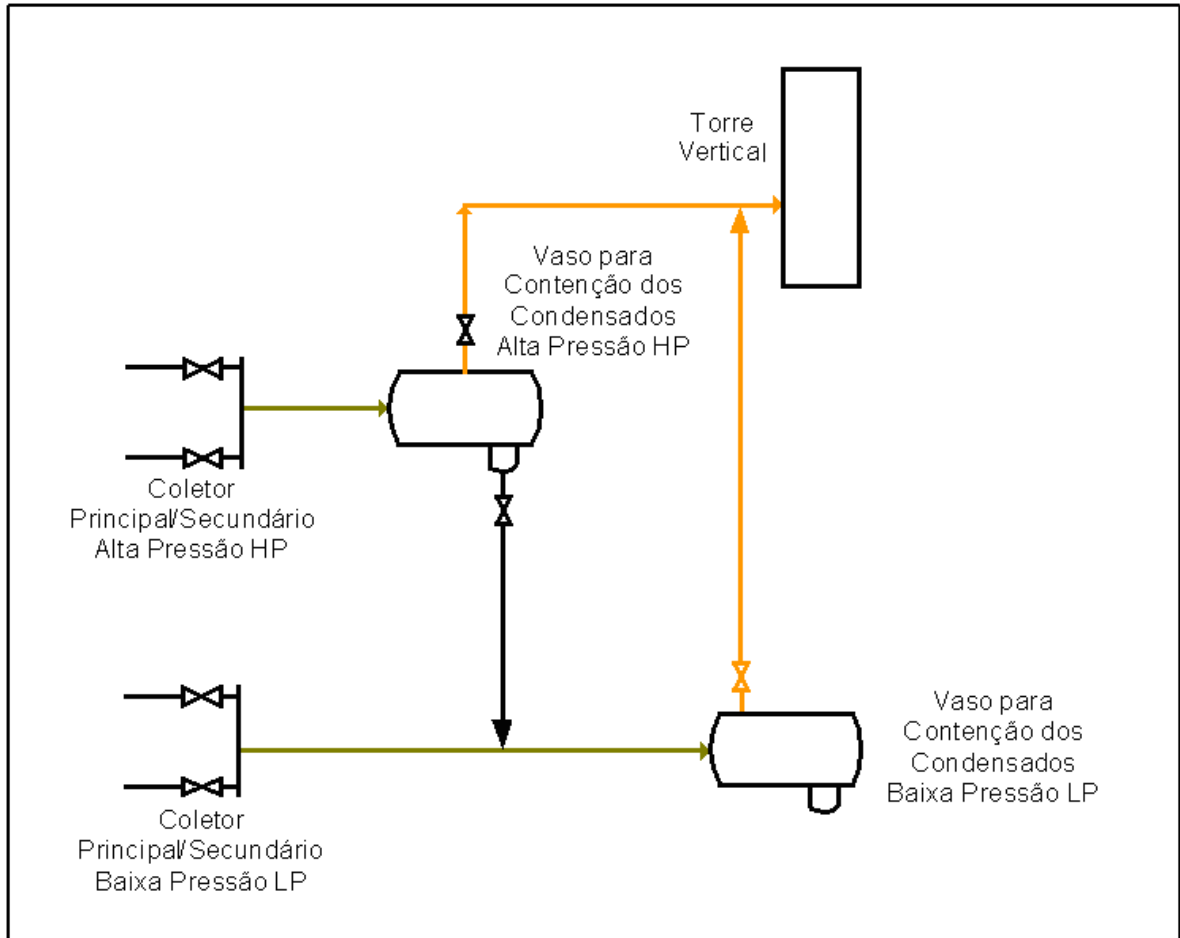 Torre
Vertical
Vaso para
Contenção dos
Condensados
Alta Pressão HP
Coletor
Principal/Secundário
Alta Pressão HP
Vaso para
Contenção dos
Condensados
Baixa Pressão LP
Coletor
Principal/Secundário
Baixa Pressão LP